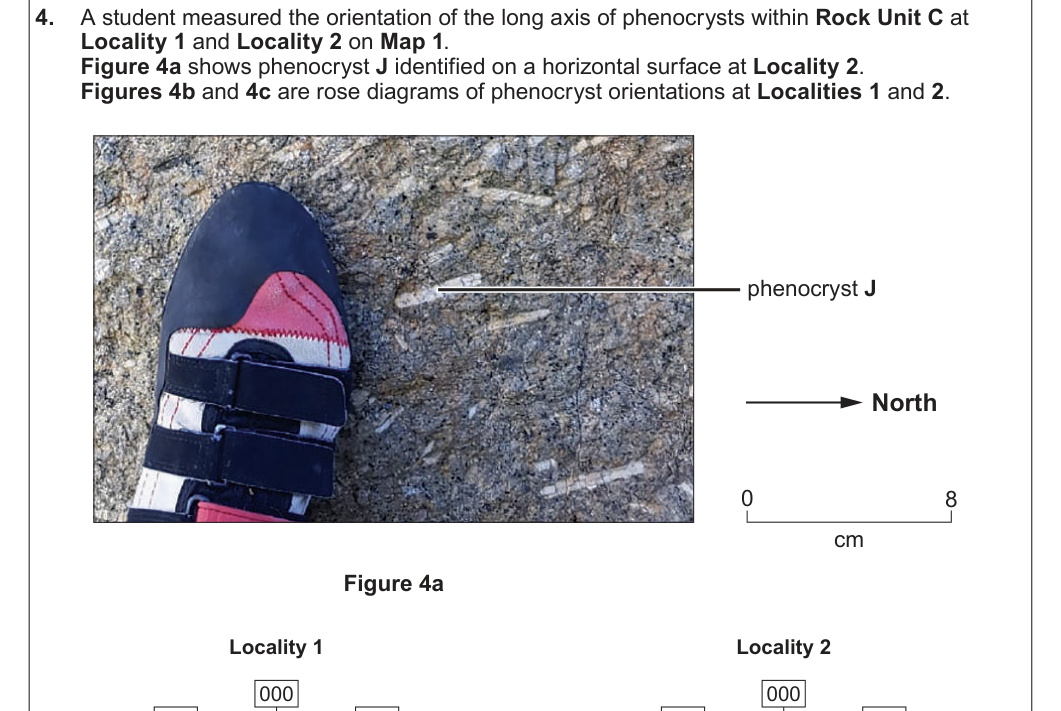 4. A student measured the orientation of the long axis of phenocrysts within Rock Unit C at
Locality 1 and Locality 2 on Map 1.
Figure 4a shows phenocryst J identified on a horizontal surface at Locality 2.
Figures 4b and 4c are rose diagrams of phenocryst orientations at Localities 1 and 2.
phenocryst J
North
0 8
cm
Figure 4a
Locality 1 Locality 2
000 000